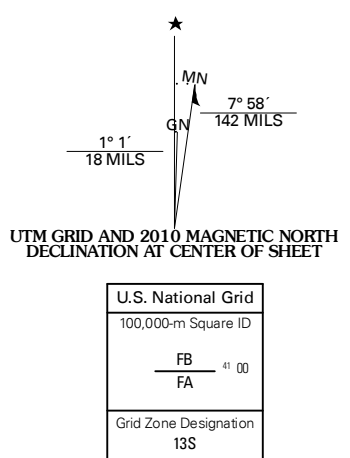 ★
MN
GN
7° 58´
142 MILS
1° 1´
18 MILS
UTM GRID AND 2010 MAGNETIC NORTH
DECLINATION AT CENTER OF SHEET
U.S. National Grid
100,000-m Square ID
FB
41 00
FA
Grid Zone Designation
13S